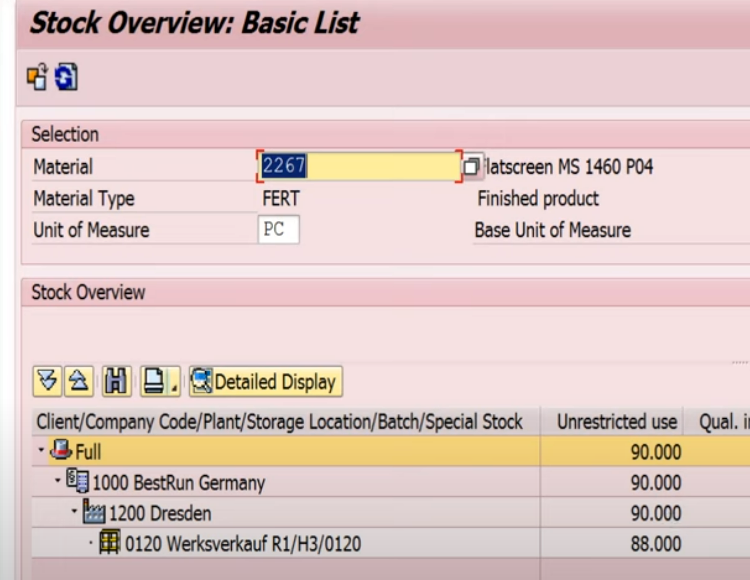 Stock Overview: Basic List
Selection
Material 2267 latscreen MS 1460 P04
Material Type FERT Finished product
Unit of Measure PC Base Unit of Measure
Stock Overview
Detailed Display
Client/Company Code/Plant/Storage Location/Batch/Special Stock Unrestricted use Qual. i
Full 90.000
1000 BestRun Germany 90.000
1200 Dresden 90.000
0120 Werksverkauf R1/H3/0120 88.000